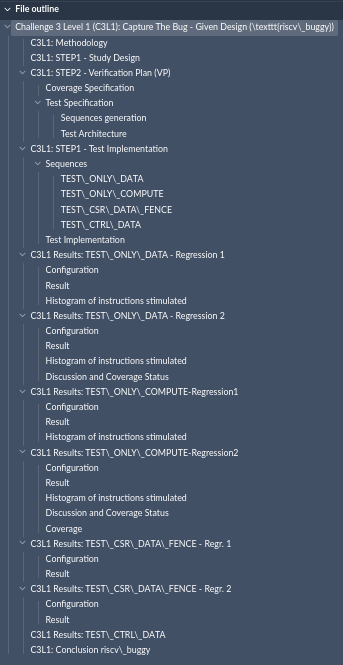 File outline
Challenge 3 Level 1 (C3L1): Capture The Bug - Given Design (\texttt{riscv\_buggy})
C3L1: Methodology
C3L1: STEP1 - Study Design
C3L1: STEP2 - Verification Plan (VP)
Coverage Specification
Test Specification
Sequences generation
Test Architecture
C3L1: STEP1 - Test Implementation
Sequences
TEST\_ONLY\_DATA
TEST\_ONLY\_COMPUTE
TEST\_CSR\_DATA\_FENCE
TEST\_CTRL\_DATA
Test Implementation
C3L1 Results: TEST\_ONLY\_DATA - Regression 1
Configuration
Result
Histogram of instructions stimulated
C3L1 Results: TEST\_ONLY\_DATA - Regression 2
Configuration
Result
Histogram of instructions stimulated
Discussion and Coverage Status
C3L1 Results: TEST\_ONLY\_COMPUTE-Regression1
Configuration
Result
Histogram of instructions stimulated
C3L1 Results: TEST\_ONLY\_COMPUTE-Regression2
Configuration
Result
Histogram of instructions stimulated
Discussion and Coverage Status
Coverage
C3L1 Results: TEST\_CSR\_DATA\_FENCE - Regr. 1
Configuration
Result
C3L1 Results: TEST\_CSR\_DATA\_FENCE - Regr. 2
Configuration
Result
C3L1 Results: TEST\_CTRL\_DATA
C3L1: Conclusion riscv\_buggy